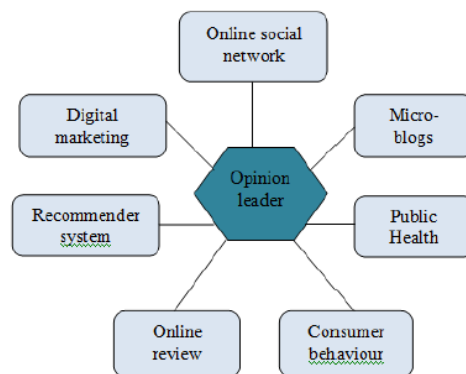 Online social
network
Digital
marketing
Micro-
blogs
Opinion
leader
Recommender
system
Public
Health
Online
review
Consumer
behaviour